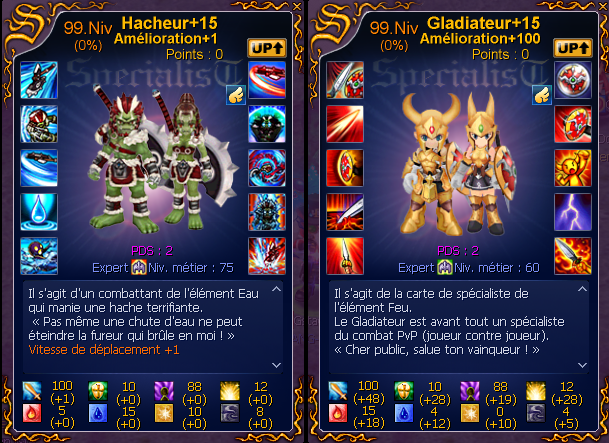 99.Niv
(0%)
Hacheur+15
Amélioration+1
Points : 0
UP
SpecialisT
PDS : 2
Expert Niv. métier : 75
Il s'agit d'un combattant de l'élément Eau
qui manie une hache terrifiante.
« Pas même une chute d'eau ne peut
éteindre la fureur qui brûle en moi ! »
Vitesse de déplacement +1
100
(+1)
10
(+0)
88
(+0)
12
(+0)
5
(+0)
15
(+0)
10
(+0)
8
(+0)
99.Niv
(0%)
Gladiateur+15
Amélioration+100
Points : 0
UP
SpecialisT
PDS : 2
Expert Niv. métier : 60
Il s'agit de la carte de spécialiste de
l'élément Feu.
Le Gladiateur est avant tout un spécialiste
du combat PvP (joueur contre joueur).
« Cher public, salue ton vainqueur ! »
100
(+48)
10
(+28)
88
(+19)
12
(+28)
15
(+18)
4
(+12)
0
(+10)
4
(+5)